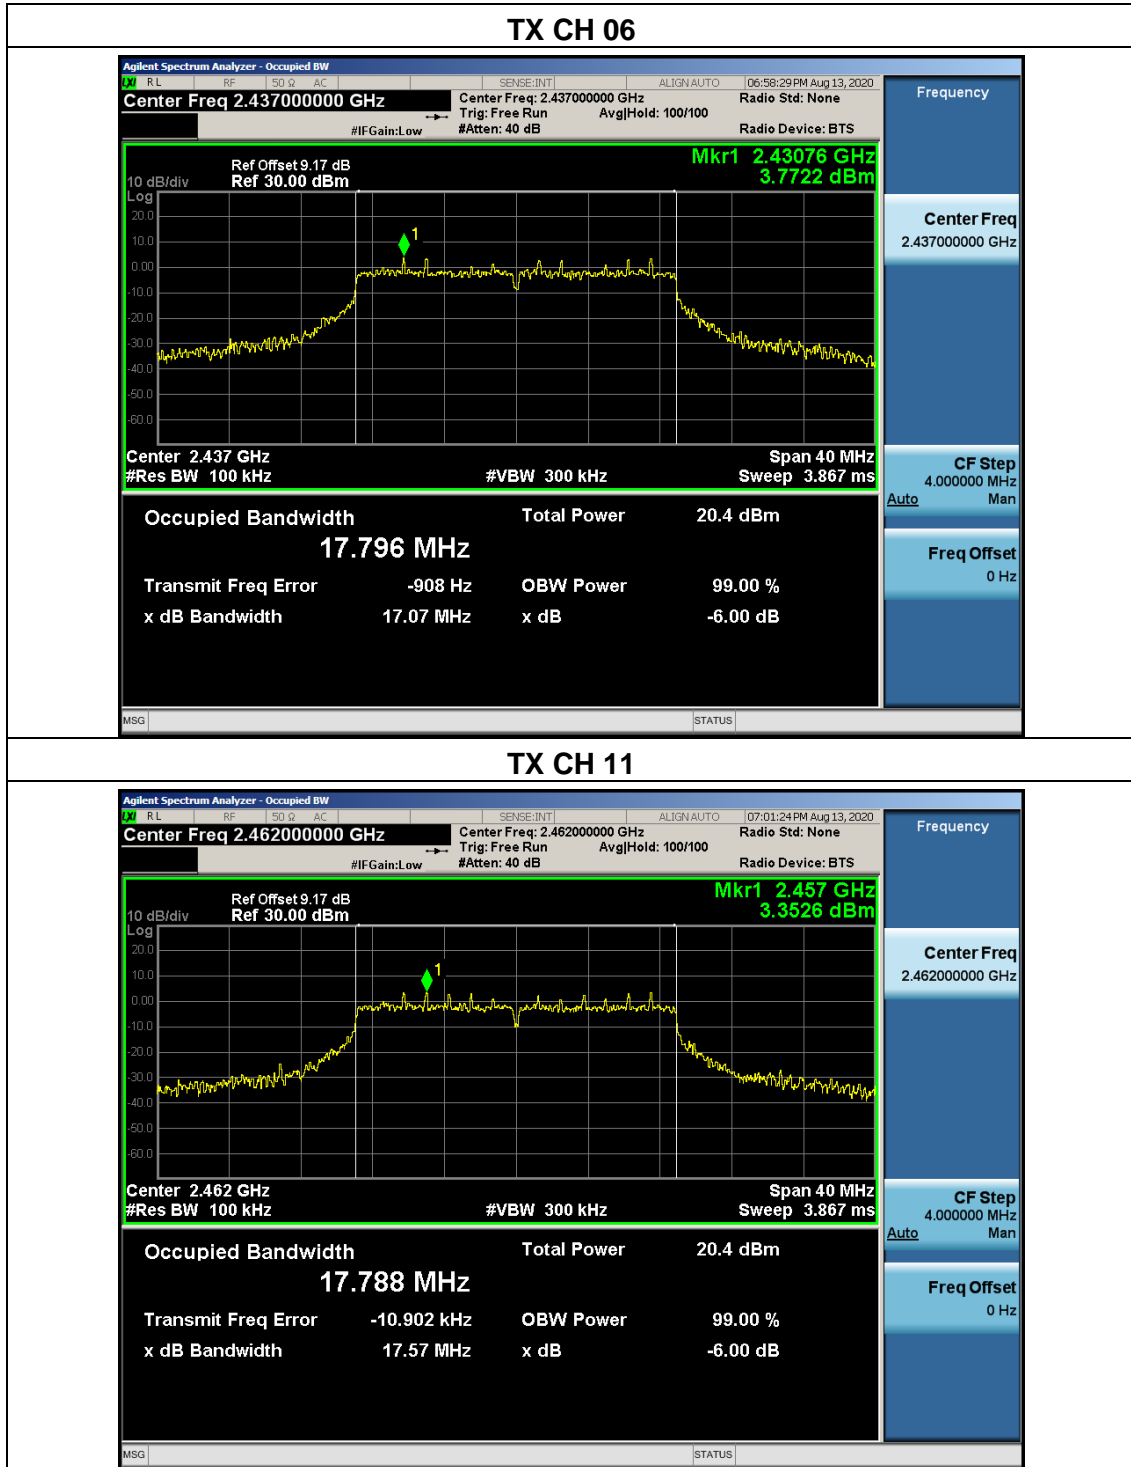 TX CH 06
Agilent Spectrum Analyzer - Occupied BW
LXI RL RF 50 Ω AC SENSE:INT ALIGN AUTO 06:58:29 PM Aug 13, 2020
Center Freq 2.437000000 GHz
Center Freq: 2.437000000 GHz
Radio Std: None
Trig: Free Run Avg|Hold: 100/100
#IFGain:Low #Atten: 40 dB Radio Device: BTS
Frequency
Mkr1 2.43076 GHz
3.7722 dBm
Ref Offset 9.17 dB
10 dB/div Ref 30.00 dBm
Log
20.0
10.0
0.00
-10.0
-20.0
-30.0
-40.0
-50.0
-60.0
1
Center 2.437 GHz Span 40 MHz
#Res BW 100 kHz #VBW 300 kHz Sweep 3.867 ms
Center Freq
2.437000000 GHz
CF Step
4.000000 MHz
Auto Man
Freq Offset
0 Hz
Occupied Bandwidth Total Power 20.4 dBm
17.796 MHz
Transmit Freq Error -908 Hz OBW Power 99.00 %
x dB Bandwidth 17.07 MHz x dB -6.00 dB
MSG STATUS
TX CH 11
Agilent Spectrum Analyzer - Occupied BW
LXI RL RF 50 Ω AC SENSE:INT ALIGN AUTO 07:01:24 PM Aug 13, 2020
Center Freq 2.462000000 GHz
Center Freq: 2.462000000 GHz
Radio Std: None
Trig: Free Run Avg|Hold: 100/100
#IFGain:Low #Atten: 40 dB Radio Device: BTS
Frequency
Mkr1 2.457 GHz
3.3526 dBm
Ref Offset 9.17 dB
10 dB/div Ref 30.00 dBm
Log
20.0
10.0
0.00
-10.0
-20.0
-30.0
-40.0
-50.0
-60.0
1
Center 2.462 GHz Span 40 MHz
#Res BW 100 kHz #VBW 300 kHz Sweep 3.867 ms
Center Freq
2.462000000 GHz
CF Step
4.000000 MHz
Auto Man
Freq Offset
0 Hz
Occupied Bandwidth Total Power 20.4 dBm
17.788 MHz
Transmit Freq Error -10.902 kHz OBW Power 99.00 %
x dB Bandwidth 17.57 MHz x dB -6.00 dB
MSG STATUS